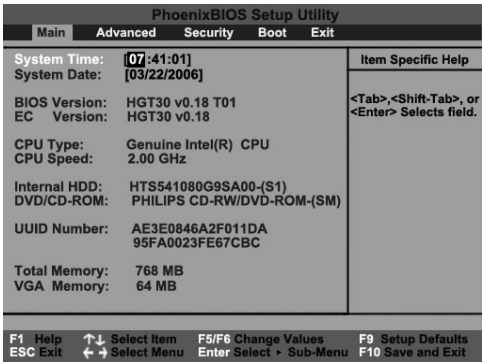 PhoenixBIOS Setup Utility
Main Advanced Security Boot Exit
System Time: [07:41:01] Item Specific Help
System Date: [03/22/2006]
BIOS Version: HGT30 v0.18 T01 <Tab>,<Shift-Tab>, or
EC Version: HGT30 v0.18 <Enter> Selects field.
CPU Type: Genuine Intel(R) CPU
CPU Speed: 2.00 GHz
Internal HDD: HTS541080G9SA00-(S1)
DVD/CD-ROM: PHILIPS CD-RW/DVD-ROM-(SM)
UUID Number: AE3E0846A2F011DA
95FA0023FE67CBC
Total Memory: 768 MB
VGA Memory: 64 MB
F1 Help ↑↓ Select Item F5/F6 Change Values F9 Setup Defaults
ESC Exit ←→ Select Menu Enter Select ▸ Sub-Menu F10 Save and Exit